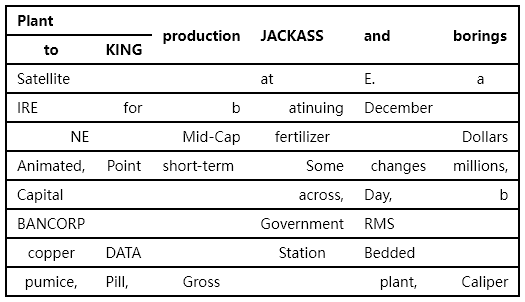 Plant production JACKASS and borings
to KING
Satellite at E. a
IRE for b atinuing December
NE Mid-Cap fertilizer Dollars
Animated, Point short-term Some changes millions,
Capital across, Day, b
BANCORP Government RMS
copper DATA Station Bedded
pumice, Pill, Gross plant, Caliper